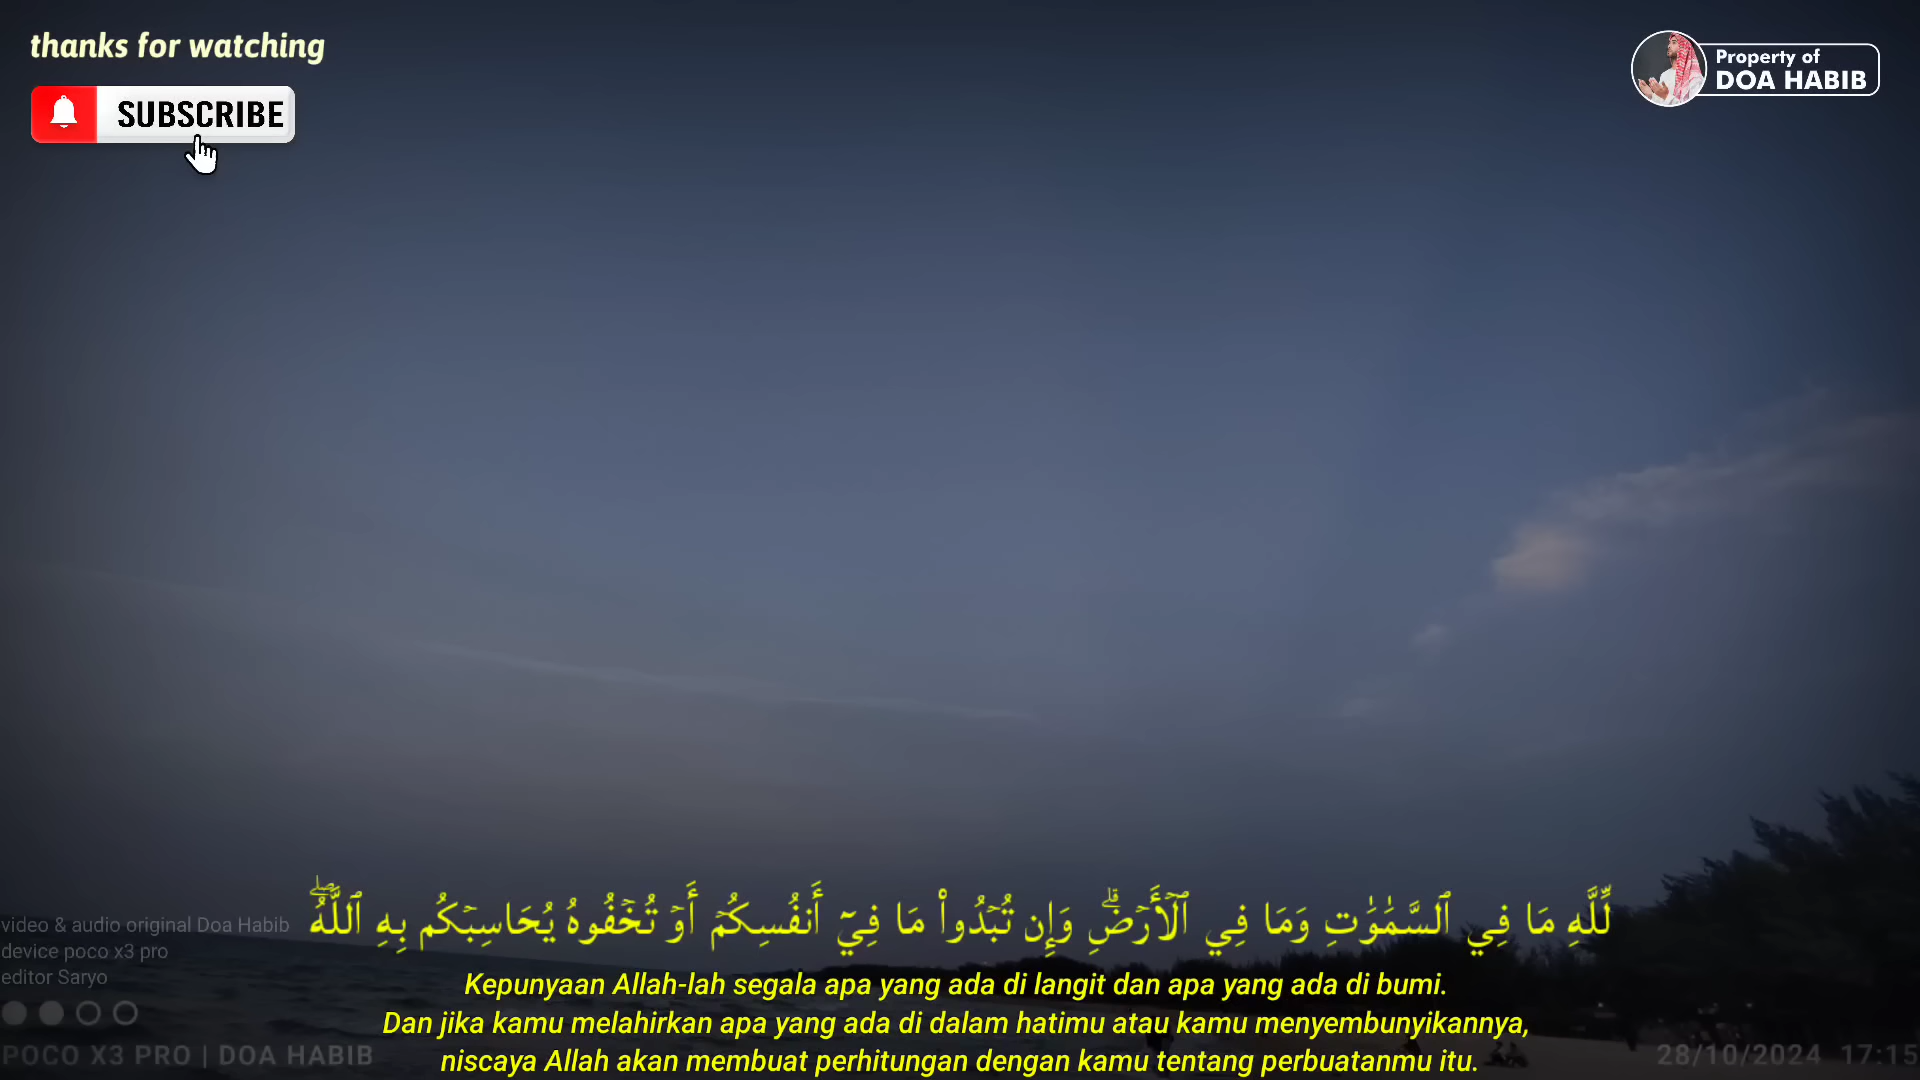 thanks for watching
SUBSCRIBE
Property of
DOA HABIB
لِّلَّهِ مَا فِي ٱلسَّمَٰوَٰتِ وَمَا فِي ٱلۡأَرۡضِۗ وَإِن تُبۡدُواْ مَا فِيٓ أَنفُسِكُمۡ أَوۡ تُخۡفُوهُ يُحَاسِبۡكُم بِهِ ٱللَّهُۖ
Kepunyaan Allah-lah segala apa yang ada di langit dan apa yang ada di bumi.
Dan jika kamu melahirkan apa yang ada di dalam hatimu atau kamu menyembunyikannya,
niscaya Allah akan membuat perhitungan dengan kamu tentang perbuatanmu itu.
video & audio original Doa Habib
device poco x3 pro
editor Saryo
POCO X3 PRO | DOA HABIB
28/10/2024 17:15